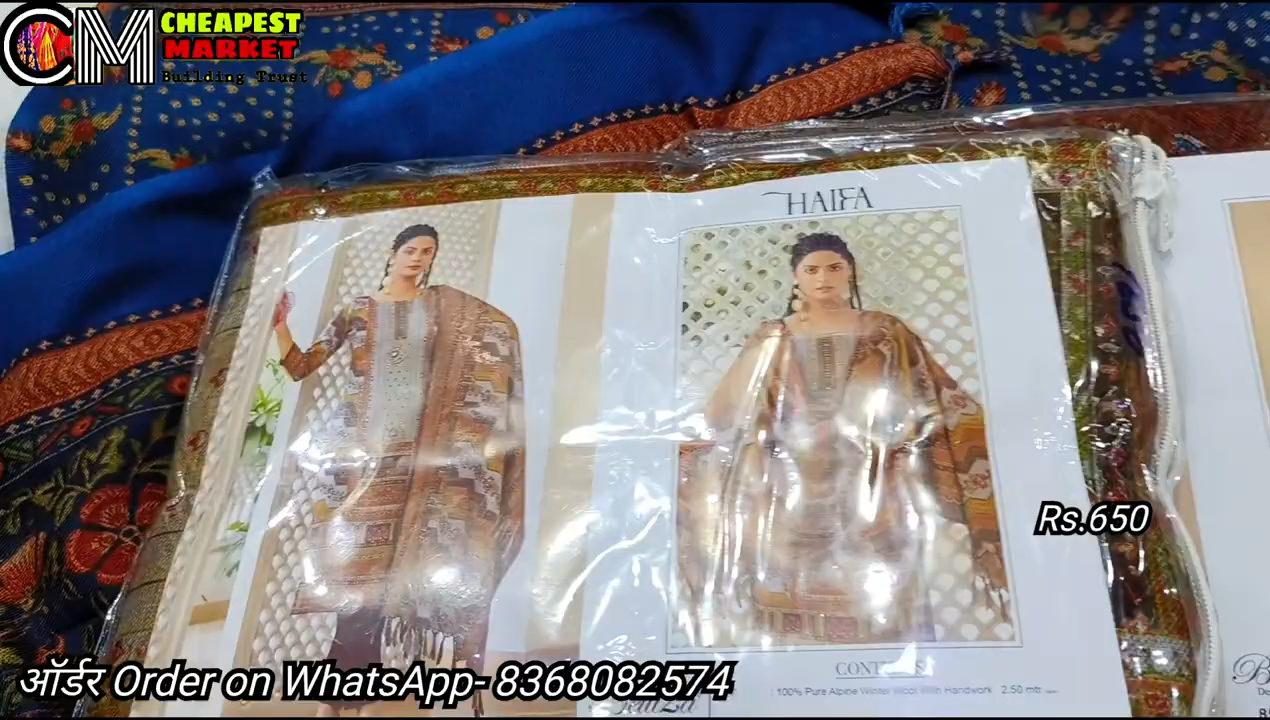 CM CHEAPEST
MARKET
Building Trust
HAIFA
Rs.650
: 100% Pure Alpine Winter Wool With Handwork 2.50 mtr
ऑर्डर Order on WhatsApp- 8368082574